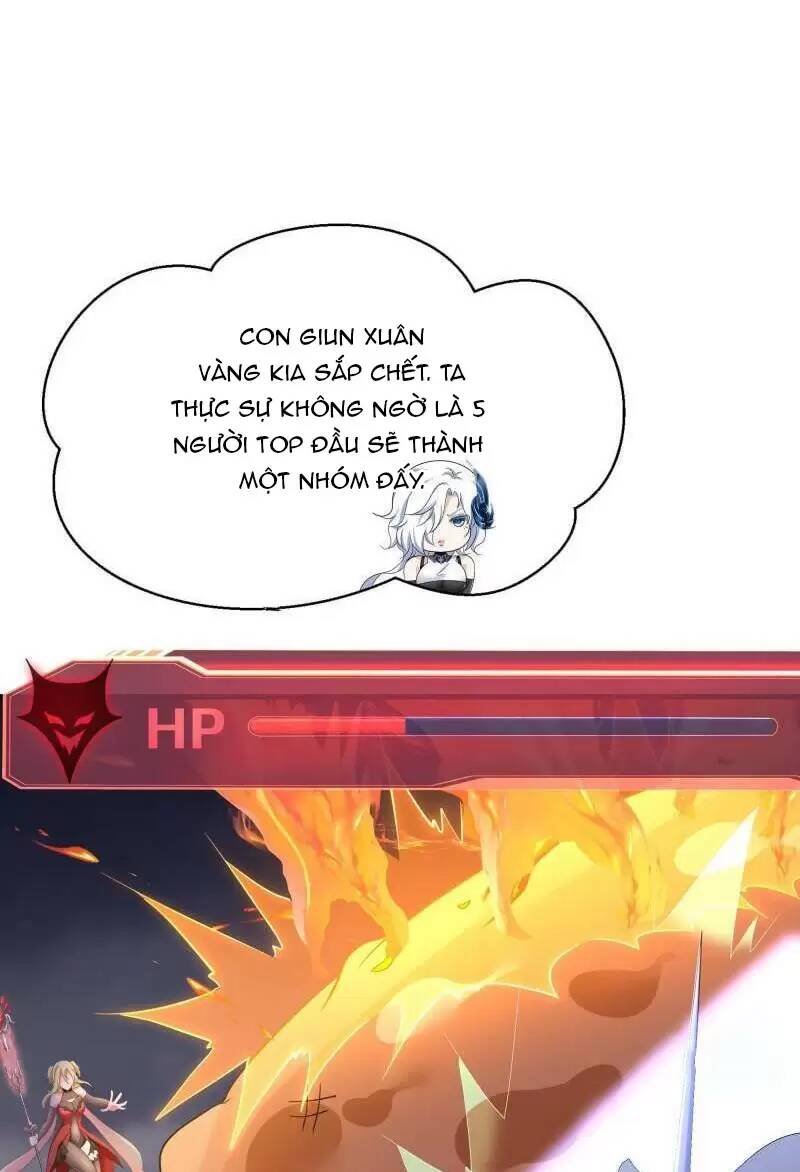 CON GIUN XUÂN
VÀNG KIA SẮP CHẾT. TA
THỰC SỰ KHÔNG NGỜ LÀ 5
NGƯỜI TOP ĐẦU SẼ THÀNH
MỘT NHÓM ĐẤY.
HP